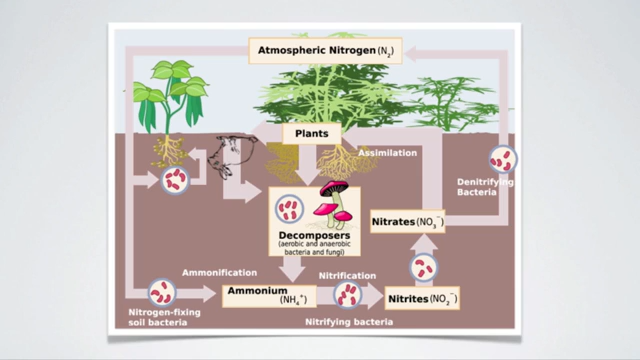 Atmospheric Nitrogen (N₂)
Plants
Assimilation
Denitrifying
Bacteria
Nitrates (NO₃⁻)
Decomposers
(aerobic and anaerobic
bacteria and fungi)
Ammonification
Nitrification
Ammonium
(NH₄⁺)
Nitrites (NO₂⁻)
Nitrogen-fixing
soil bacteria
Nitrifying bacteria